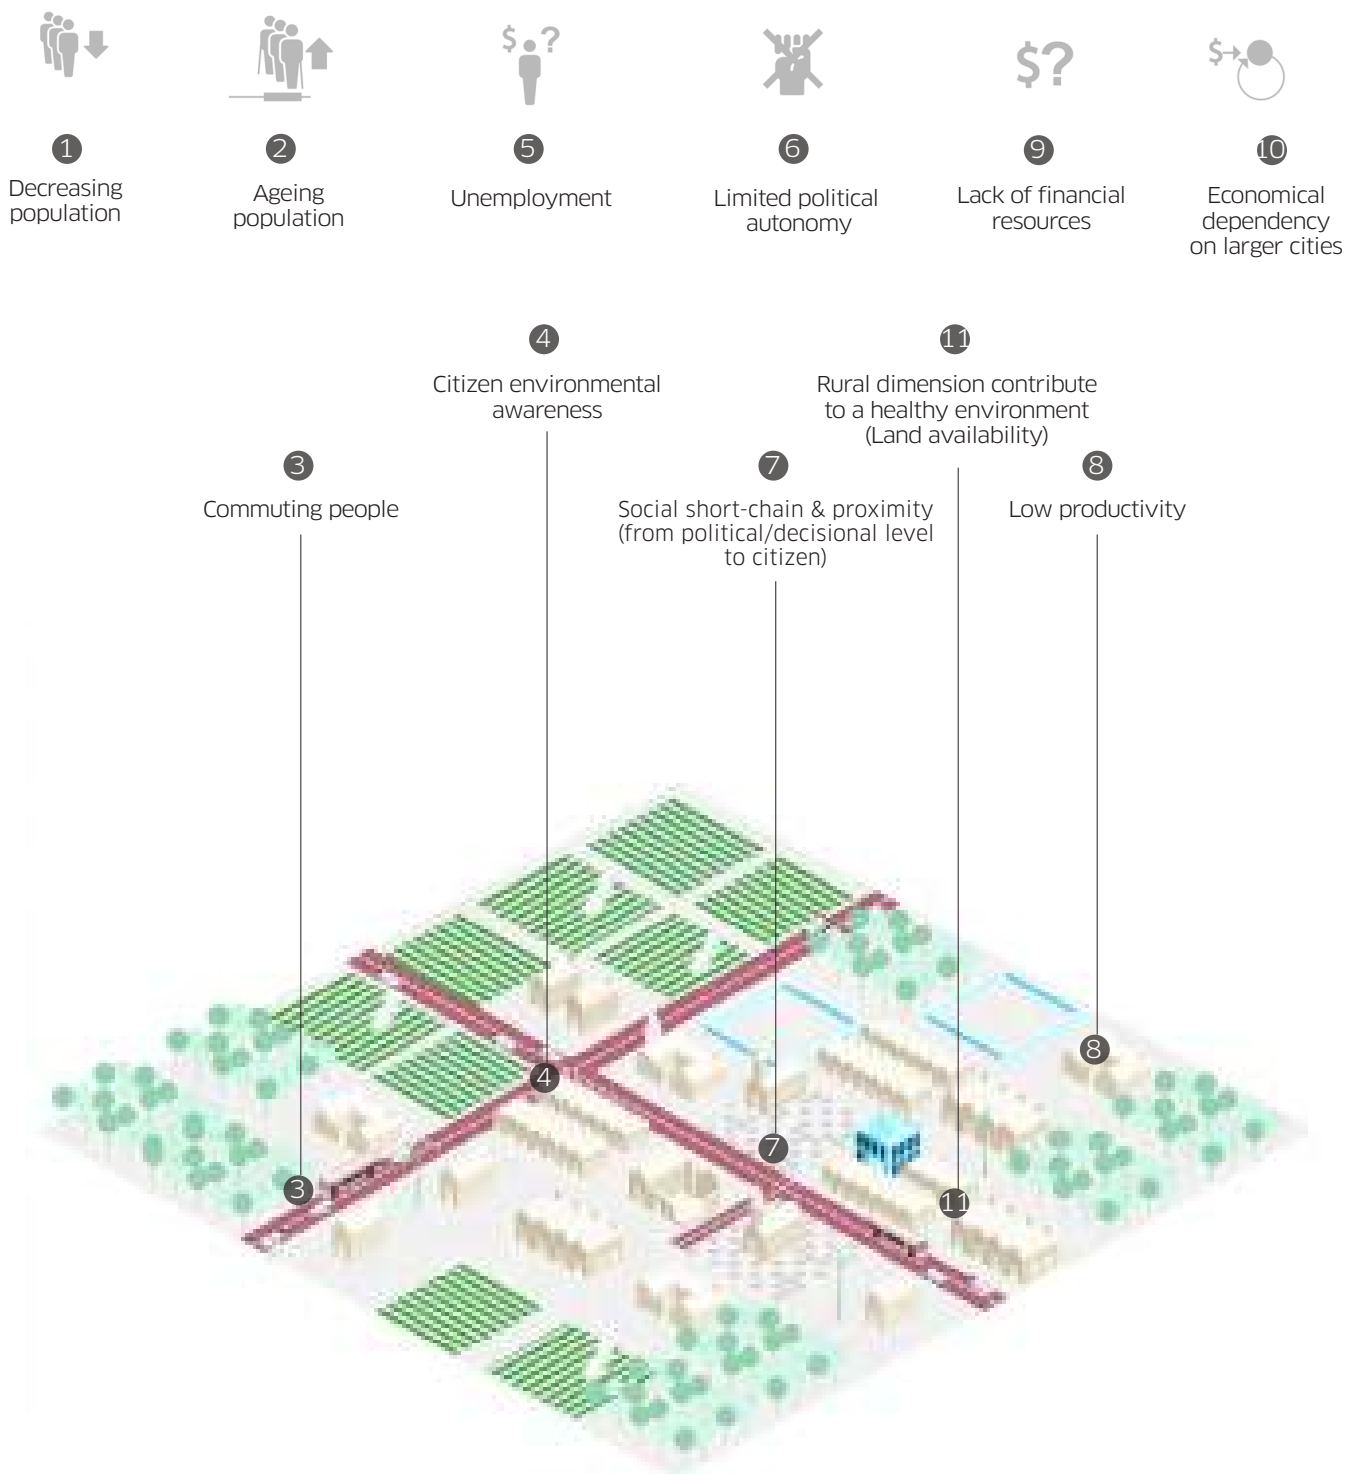 $ ?
$?
$
1
Decreasing
population
2
Ageing
population
5
Unemployment
6
Limited political
autonomy
9
Lack of financial
resources
10
Economical
dependency
on larger cities
4
Citizen environmental
awareness
11
Rural dimension contribute
to a healthy environment
(Land availability)
3
Commuting people
7
Social short-chain & proximity
(from political/decisional level
to citizen)
8
Low productivity
8
4
7
3
11